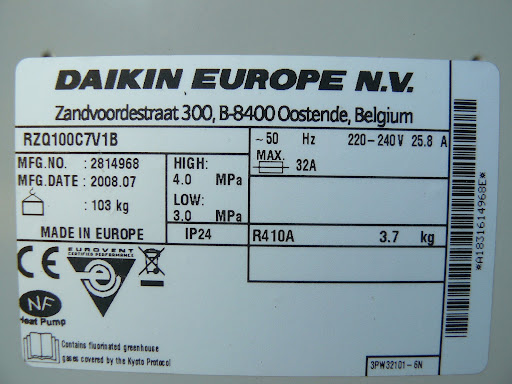 DAIKIN EUROPE N.V.
Zandvoordestraat 300, B-8400 Oostende, Belgium
RZQ100C7V1B
MFG.NO. : 2814968
MFG.DATE : 2008.07
: 103 kg
MADE IN EUROPE
HIGH:
4.0 MPa
LOW:
3.0 MPa
IP24
~50 Hz 220-240V 25.8 A
MAX.
32A
R410A 3.7 kg
CE
EUROVENT
CERTIFIED PERFORMANCE
NF
Heat Pump
Contains fluorinated greenhouse
gases covered by the Kyoto Protocol
3PW32101-6N
*A1831614968E*